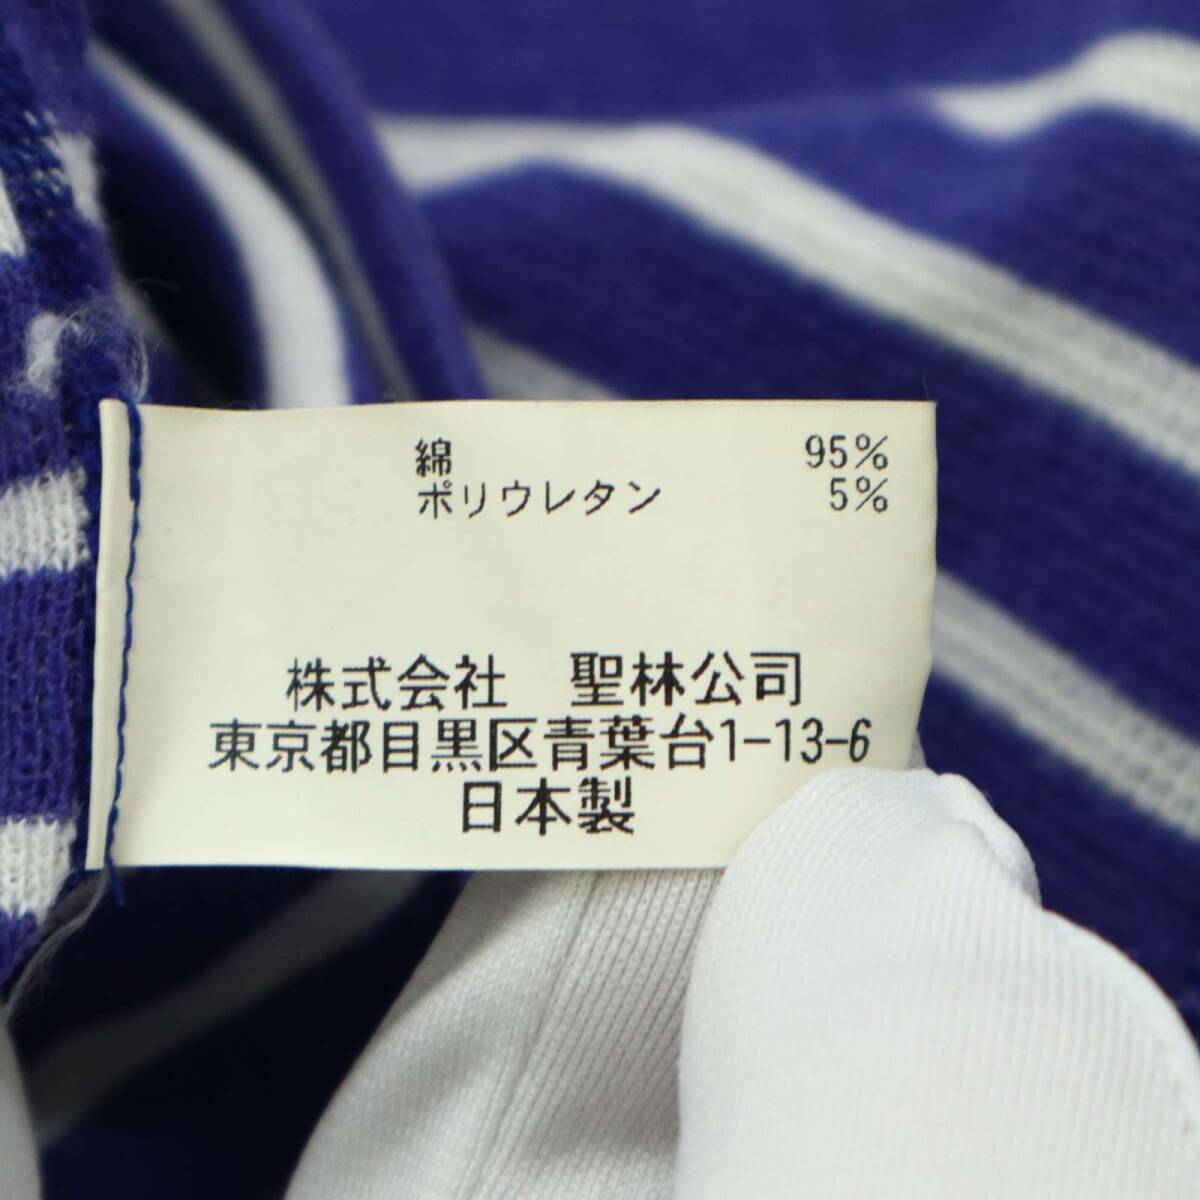 綿 95%
ポリウレタン 5%
株式会社 聖林公司
東京都目黒区青葉台1-13-6
日本製